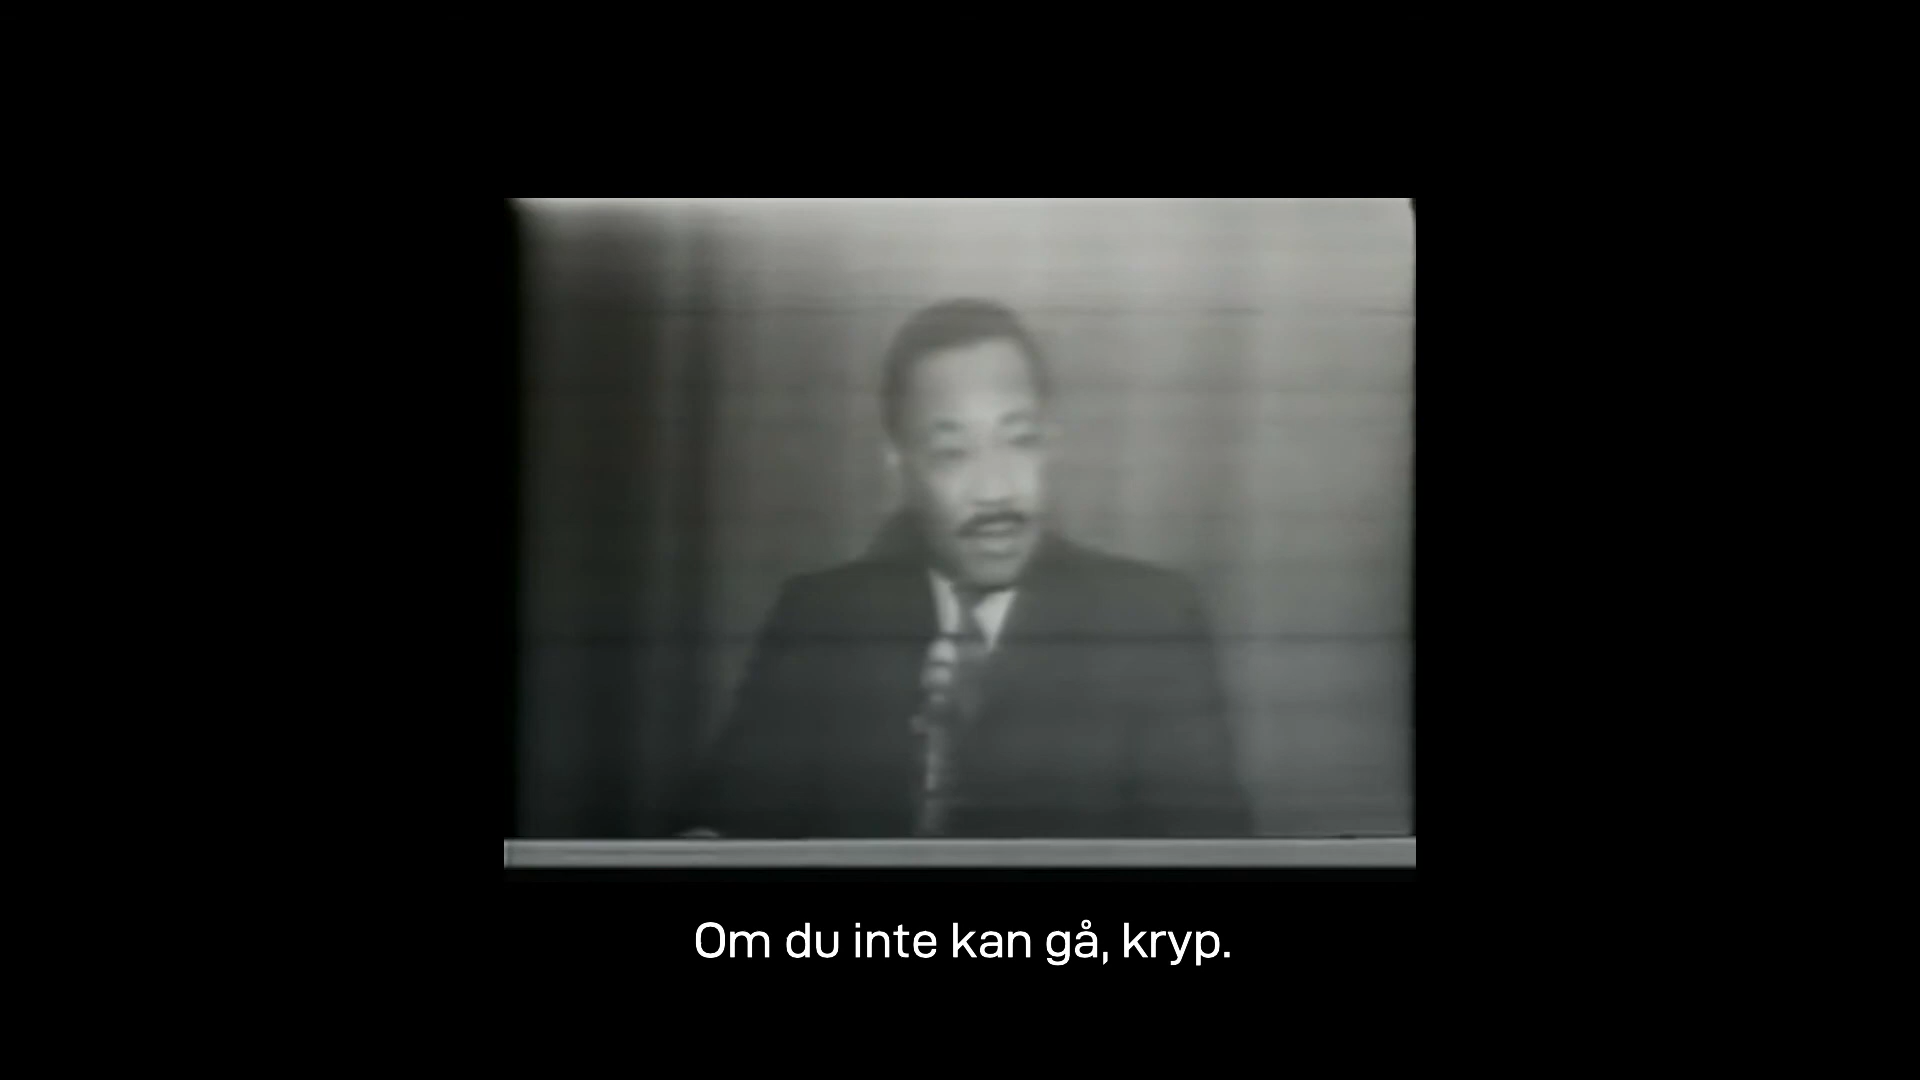 Om du inte kan gå, kryp.